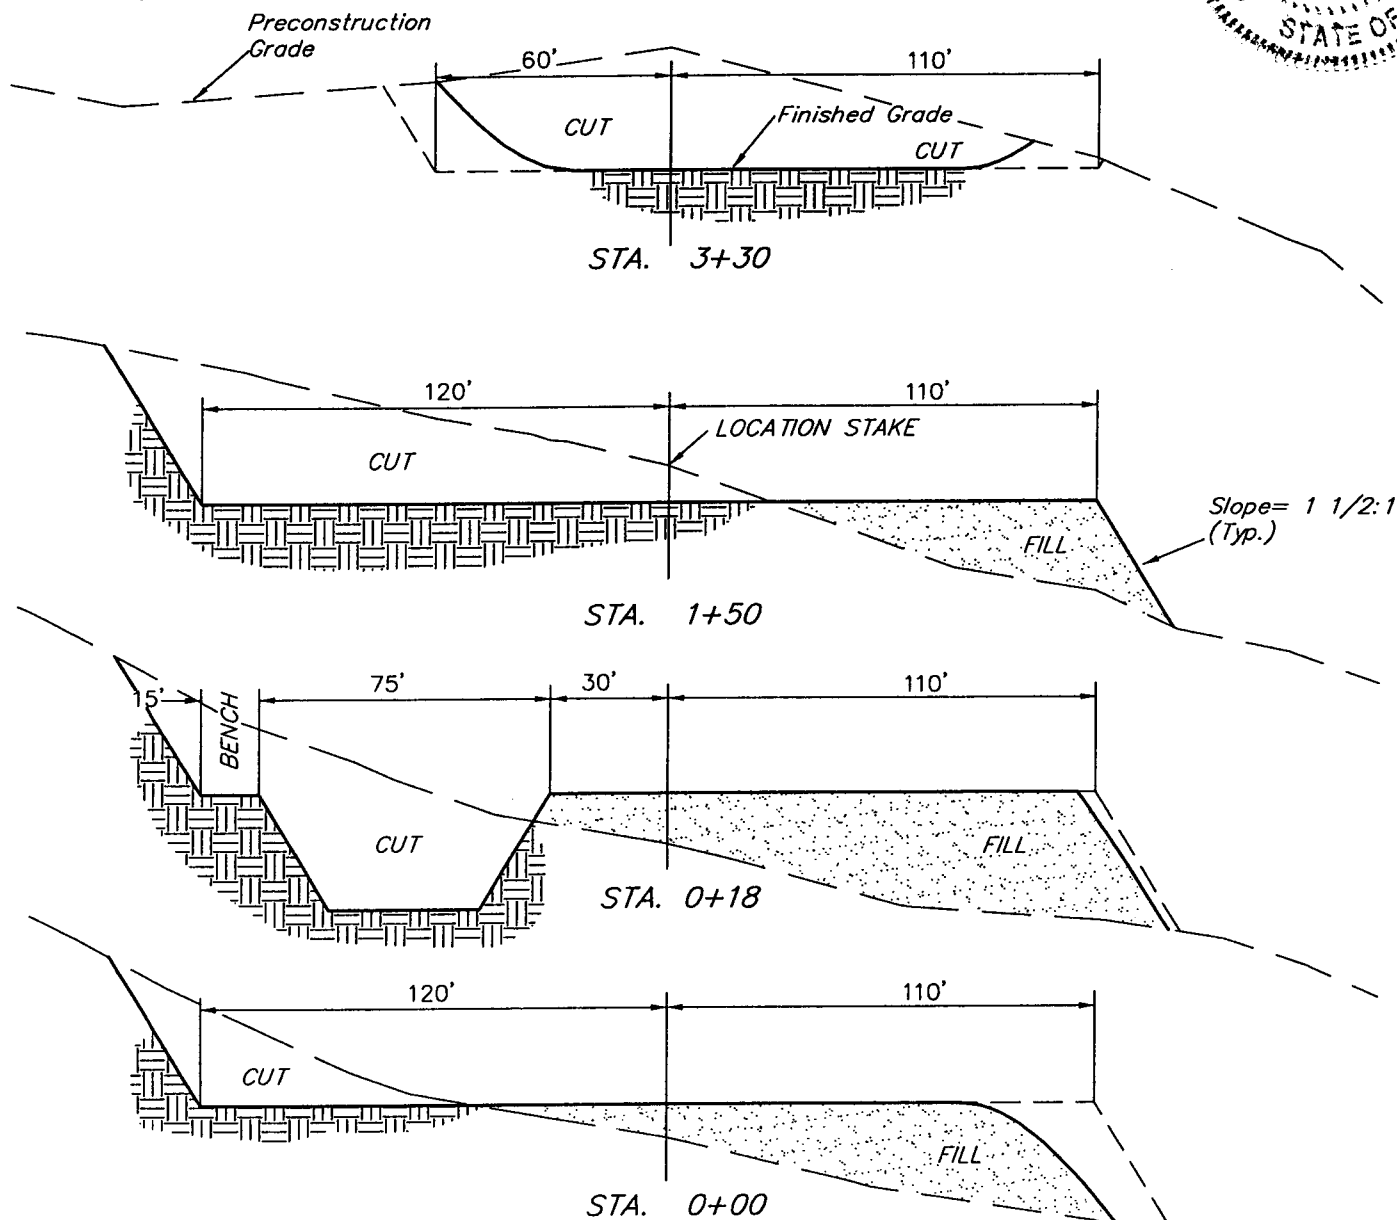 STATE OF
Preconstruction
Grade
60'
110'
CUT
Finished Grade
CUT
STA. 3+30
120'
110'
LOCATION STAKE
CUT
Slope= 1 1/2:1
(Typ.)
FILL
STA. 1+50
15'
BENCH
75'
30'
110'
CUT
FILL
STA. 0+18
120'
110'
CUT
FILL
STA. 0+00